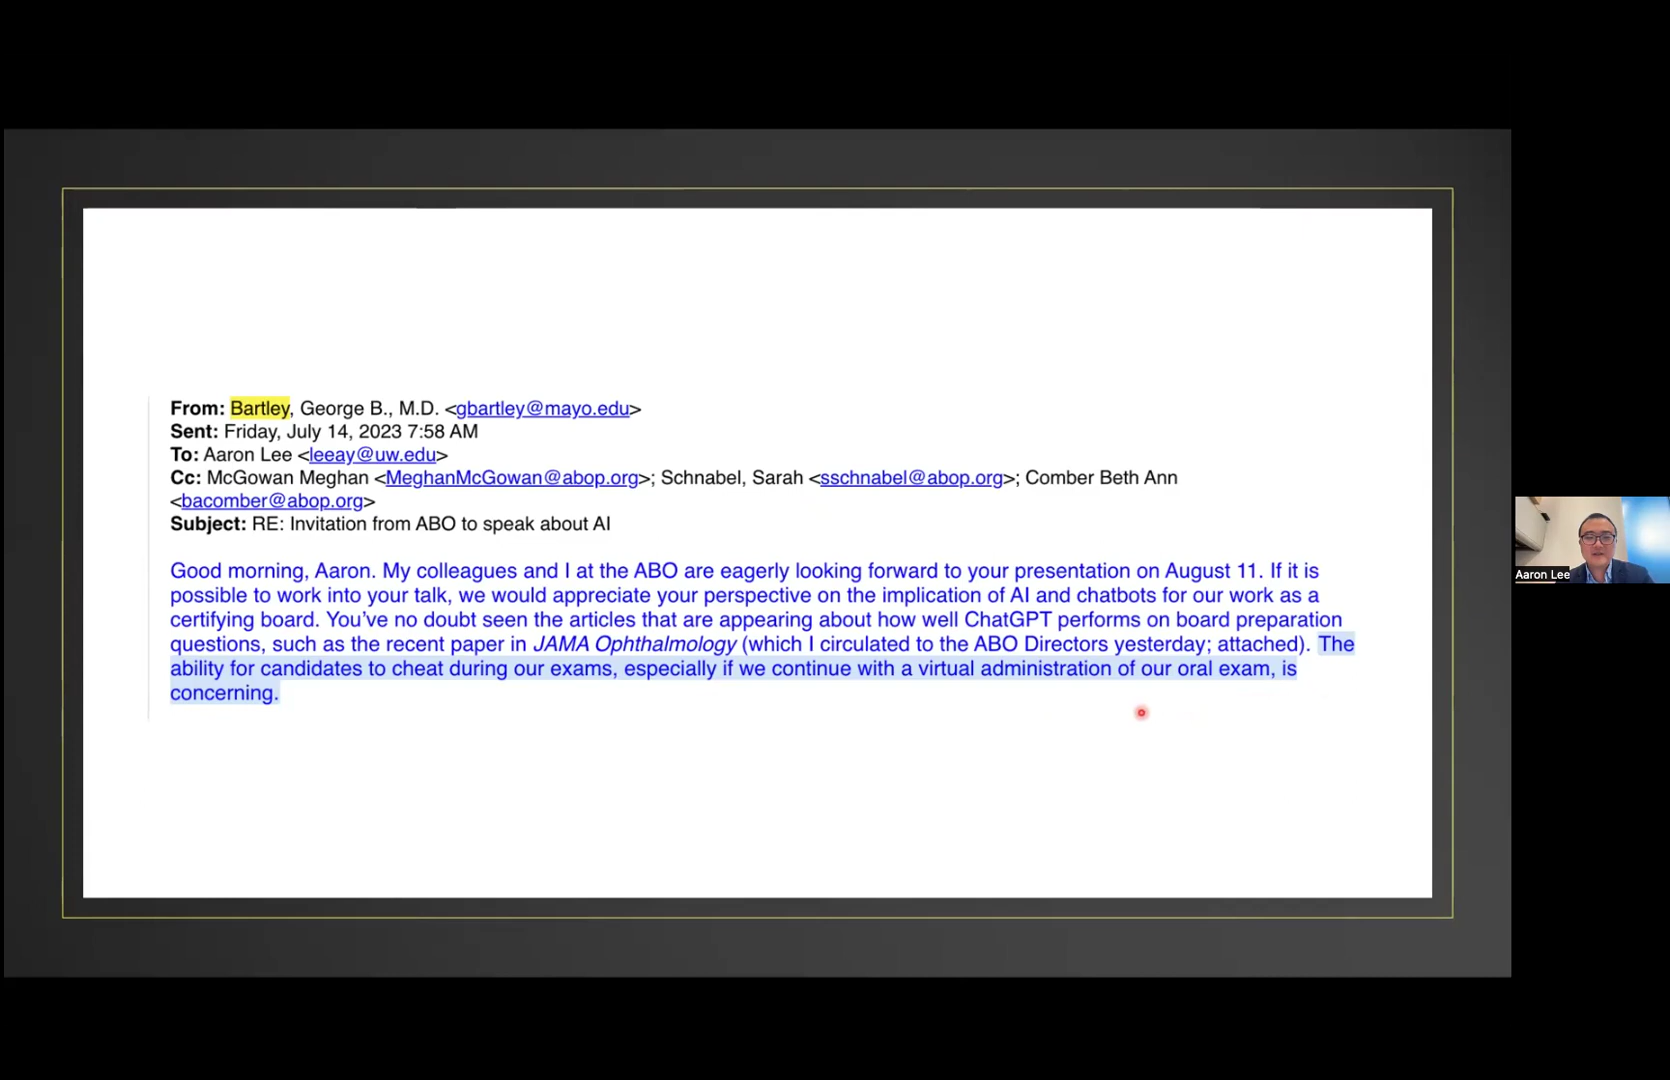 From: Bartley, George B., M.D. <gbartley@mayo.edu>
Sent: Friday, July 14, 2023 7:58 AM
To: Aaron Lee <leeay@uw.edu>
Cc: McGowan Meghan <MeghanMcGowan@abop.org>; Schnabel, Sarah <sschnabel@abop.org>; Comber Beth Ann
<bacomber@abop.org>
Subject: RE: Invitation from ABO to speak about AI
Good morning, Aaron. My colleagues and I at the ABO are eagerly looking forward to your presentation on August 11. If it is
possible to work into your talk, we would appreciate your perspective on the implication of AI and chatbots for our work as a
certifying board. You’ve no doubt seen the articles that are appearing about how well ChatGPT performs on board preparation
questions, such as the recent paper in JAMA Ophthalmology (which I circulated to the ABO Directors yesterday; attached). The
ability for candidates to cheat during our exams, especially if we continue with a virtual administration of our oral exam, is
concerning.
Aaron Lee